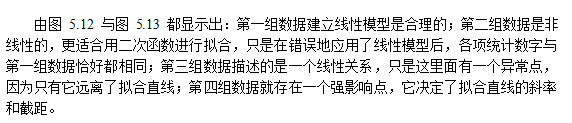 由图 5.12 与图 5.13 都显示出：第一组数据建立线性模型是合理的；第二组数据是非
线性的，更适合用二次函数进行拟合，只是在错误地应用了线性模型后，各项统计数字与
第一组数据恰好都相同；第三组数据描述的是一个线性关系，只是这里面有一个异常点，
因为只有它远离了拟合直线；第四组数据就存在一个强影响点，它决定了拟合直线的斜率
和截距。